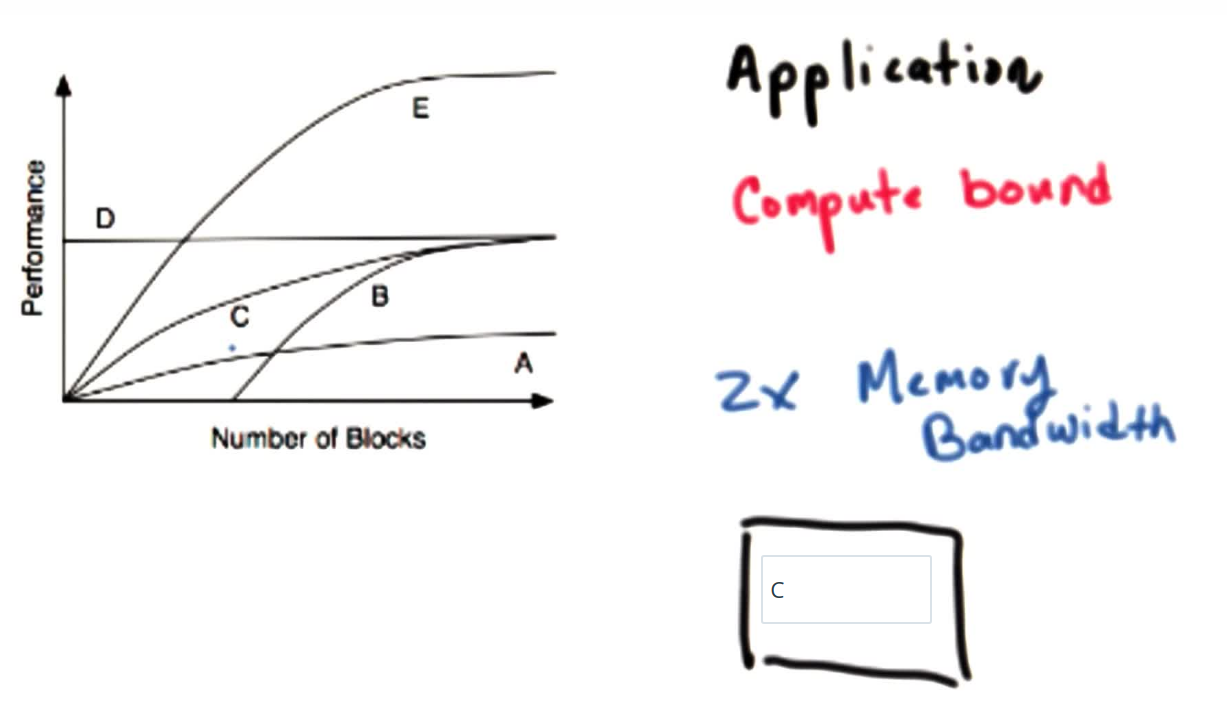 Application
E
Compute bound
Performance
D
B
C
A
2x Memory
Bandwidth
Number of Blocks
C